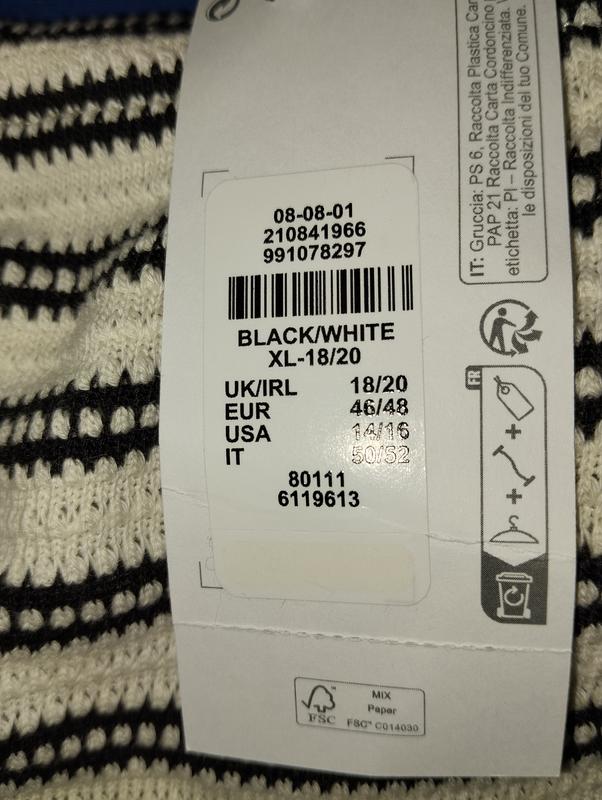 08-08-01
210841966
991078297
BLACK/WHITE
XL-18/20
UK/IRL 18/20
EUR 46/48
USA 14/16
IT 50/52
80111
6119613
IT: Gruccia: PS 6, Raccolta Plastica
PAP 21 Raccolta Carta Cordoncino
etichetta: PI – Raccolta Indifferenziata.
le disposizioni del tuo Comune.
FR
+
+
FSC
MIX
Paper
FSC™ C014030